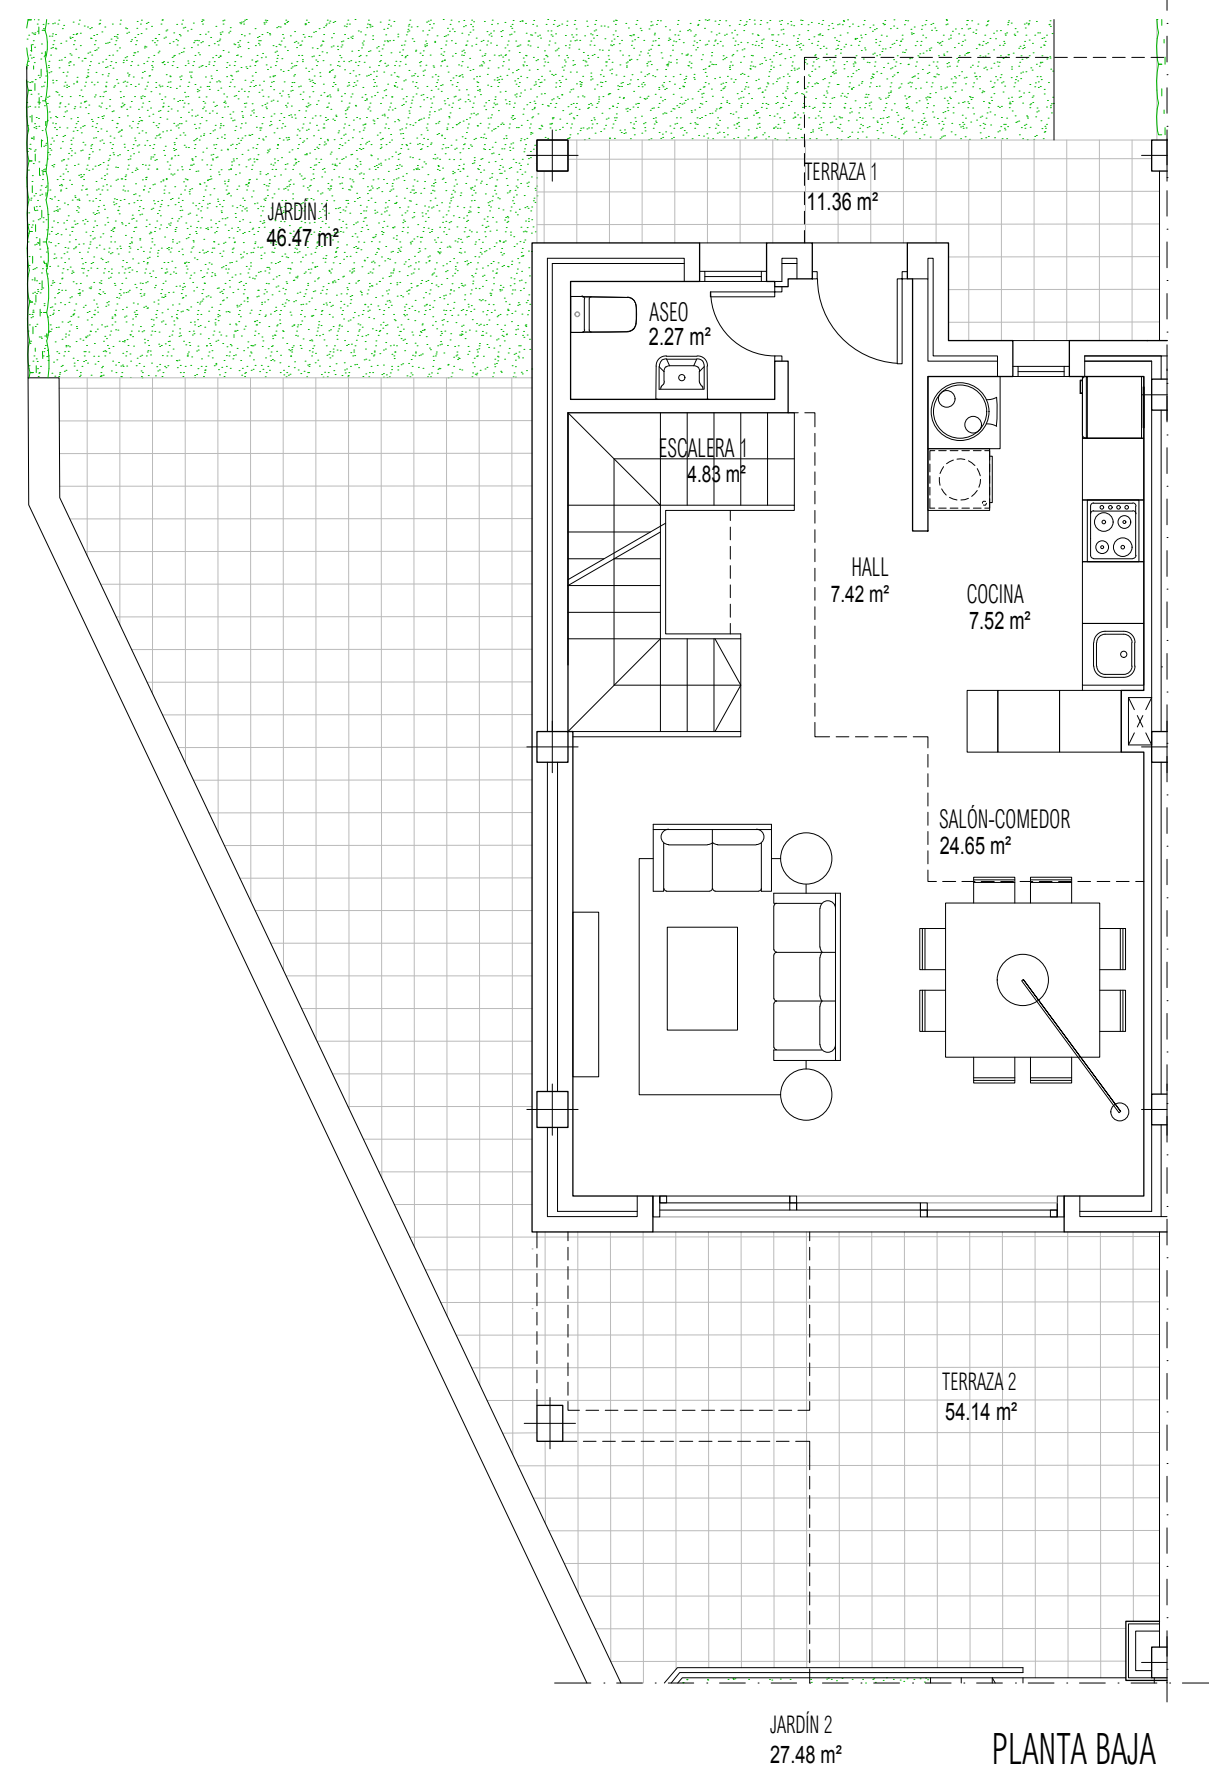 TERRAZA 1
11.36 m²
JARDÍN 1
46.47 m²
ASEO
2.27 m²
ESCALERA 1
4.83 m²
HALL
7.42 m²
COCINA
7.52 m²
SALÓN-COMEDOR
24.65 m²
TERRAZA 2
54.14 m²
JARDÍN 2
27.48 m²
PLANTA BAJA